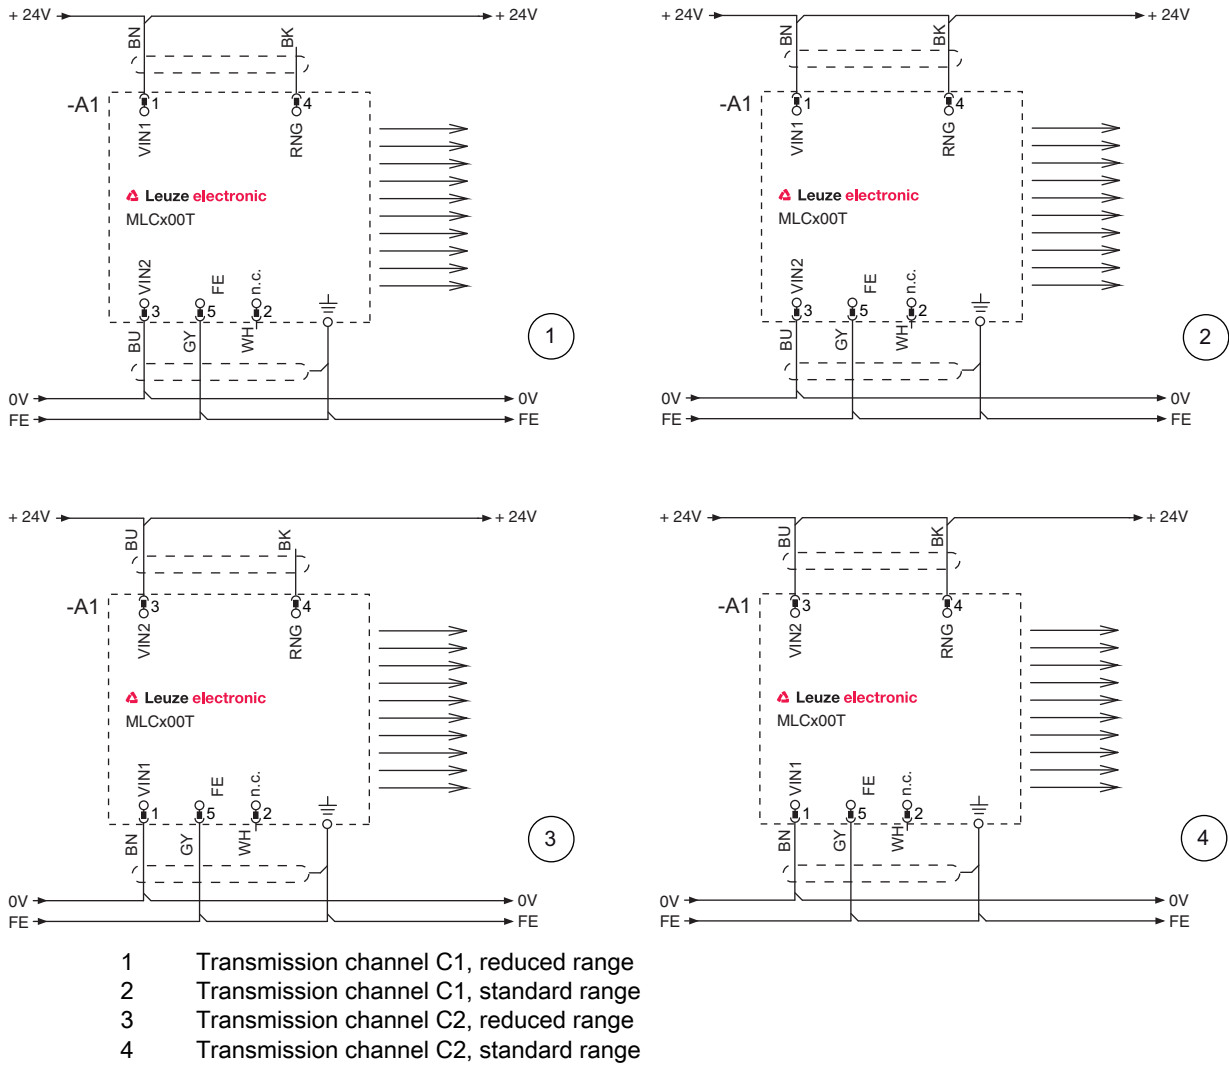 + 24V + 24V
BN BK
-A1 1 4
VIN1 RNG
Leuze electronic
MLCx00T
VIN2 FE n.c.
3 5 2
BU GY WH
1
0V 0V
FE FE
+ 24V + 24V
BN BK
-A1 1 4
VIN1 RNG
Leuze electronic
MLCx00T
VIN2 FE n.c.
3 5 2
BU GY WH
2
0V 0V
FE FE
+ 24V + 24V
BU BK
-A1 3 4
VIN2 RNG
Leuze electronic
MLCx00T
VIN1 FE n.c.
1 5 2
BN GY WH
3
0V 0V
FE FE
+ 24V + 24V
BU BK
-A1 3 4
VIN2 RNG
Leuze electronic
MLCx00T
VIN1 FE n.c.
1 5 2
BN GY WH
4
0V 0V
FE FE
1 Transmission channel C1, reduced range
2 Transmission channel C1, standard range
3 Transmission channel C2, reduced range
4 Transmission channel C2, standard range